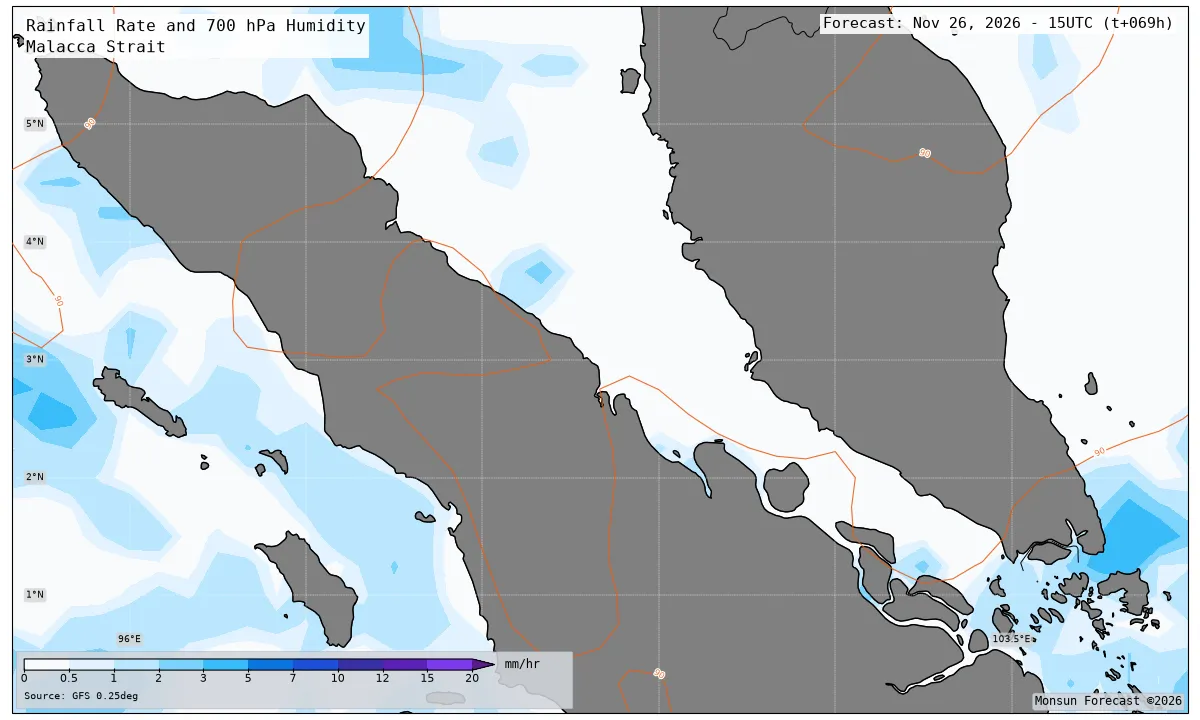 Rainfall Rate and 700 hPa Humidity
Malacca Strait
Forecast: Nov 26, 2026 - 15UTC (t+069h)
90
5°N
90
4°N
90
3°N
90
2°N
1°N
96°E
103.5°E
90
mm/hr
0 0.5 1 2 3 5 7 10 12 15 20
Source: GFS 0.25deg
Monsun Forecast ©2026